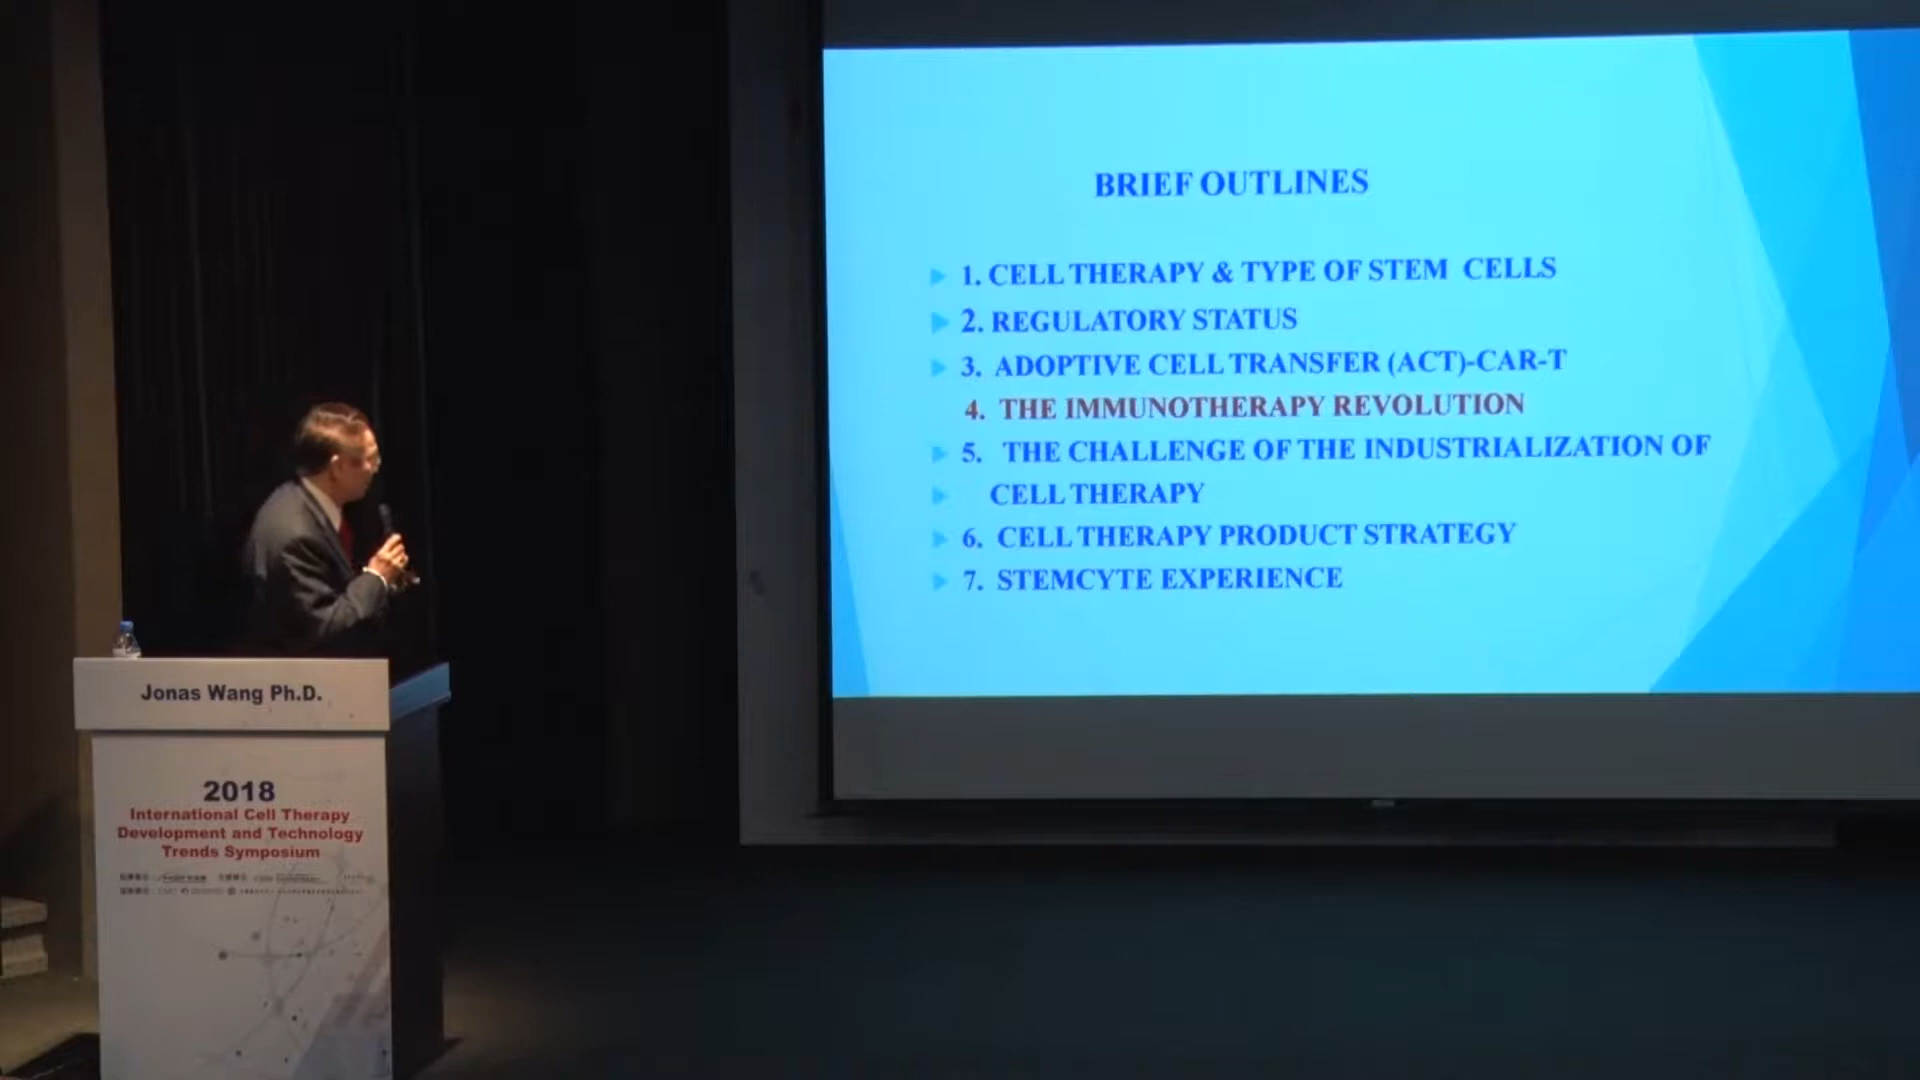 BRIEF OUTLINES
1. CELL THERAPY & TYPE OF STEM CELLS
2. REGULATORY STATUS
3. ADOPTIVE CELL TRANSFER (ACT)-CAR-T
4. THE IMMUNOTHERAPY REVOLUTION
5. THE CHALLENGE OF THE INDUSTRIALIZATION OF
CELL THERAPY
6. CELL THERAPY PRODUCT STRATEGY
7. STEMCYTE EXPERIENCE
Jonas Wang Ph.D.
2018
International Cell Therapy
Development and Technology
Trends Symposium